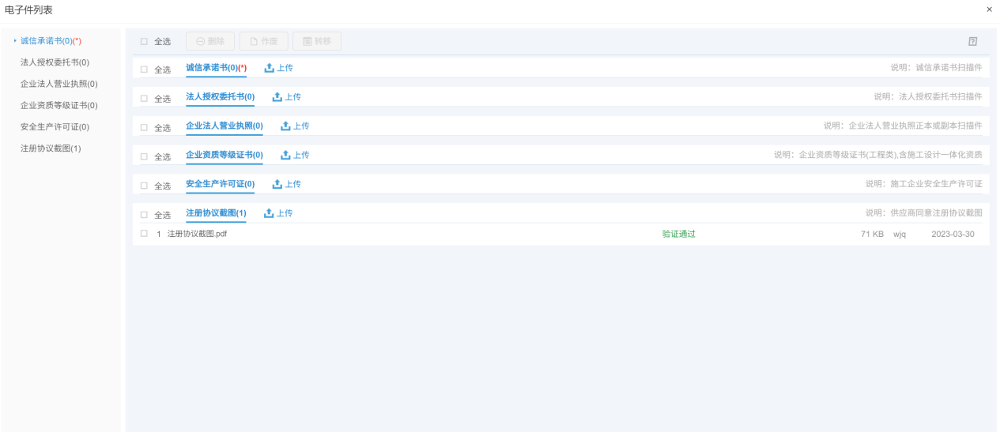 电子件列表 ×
诚信承诺书(0)(*)
法人授权委托书(0)
企业法人营业执照(0)
企业资质等级证书(0)
安全生产许可证(0)
注册协议截图(1)
全选 删除 作废 转移 ?
全选 诚信承诺书(0)(*) 上传 说明：诚信承诺书扫描件
全选 法人授权委托书(0) 上传 说明：法人授权委托书扫描件
全选 企业法人营业执照(0) 上传 说明：企业法人营业执照正本或副本扫描件
全选 企业资质等级证书(0) 上传 说明：企业资质等级证书(工程类),含施工设计一体化资质
全选 安全生产许可证(0) 上传 说明：施工企业安全生产许可证
全选 注册协议截图(1) 上传 说明：供应商同意注册协议截图
1 注册协议截图.pdf 验证通过 71 KB wjq 2023-03-30